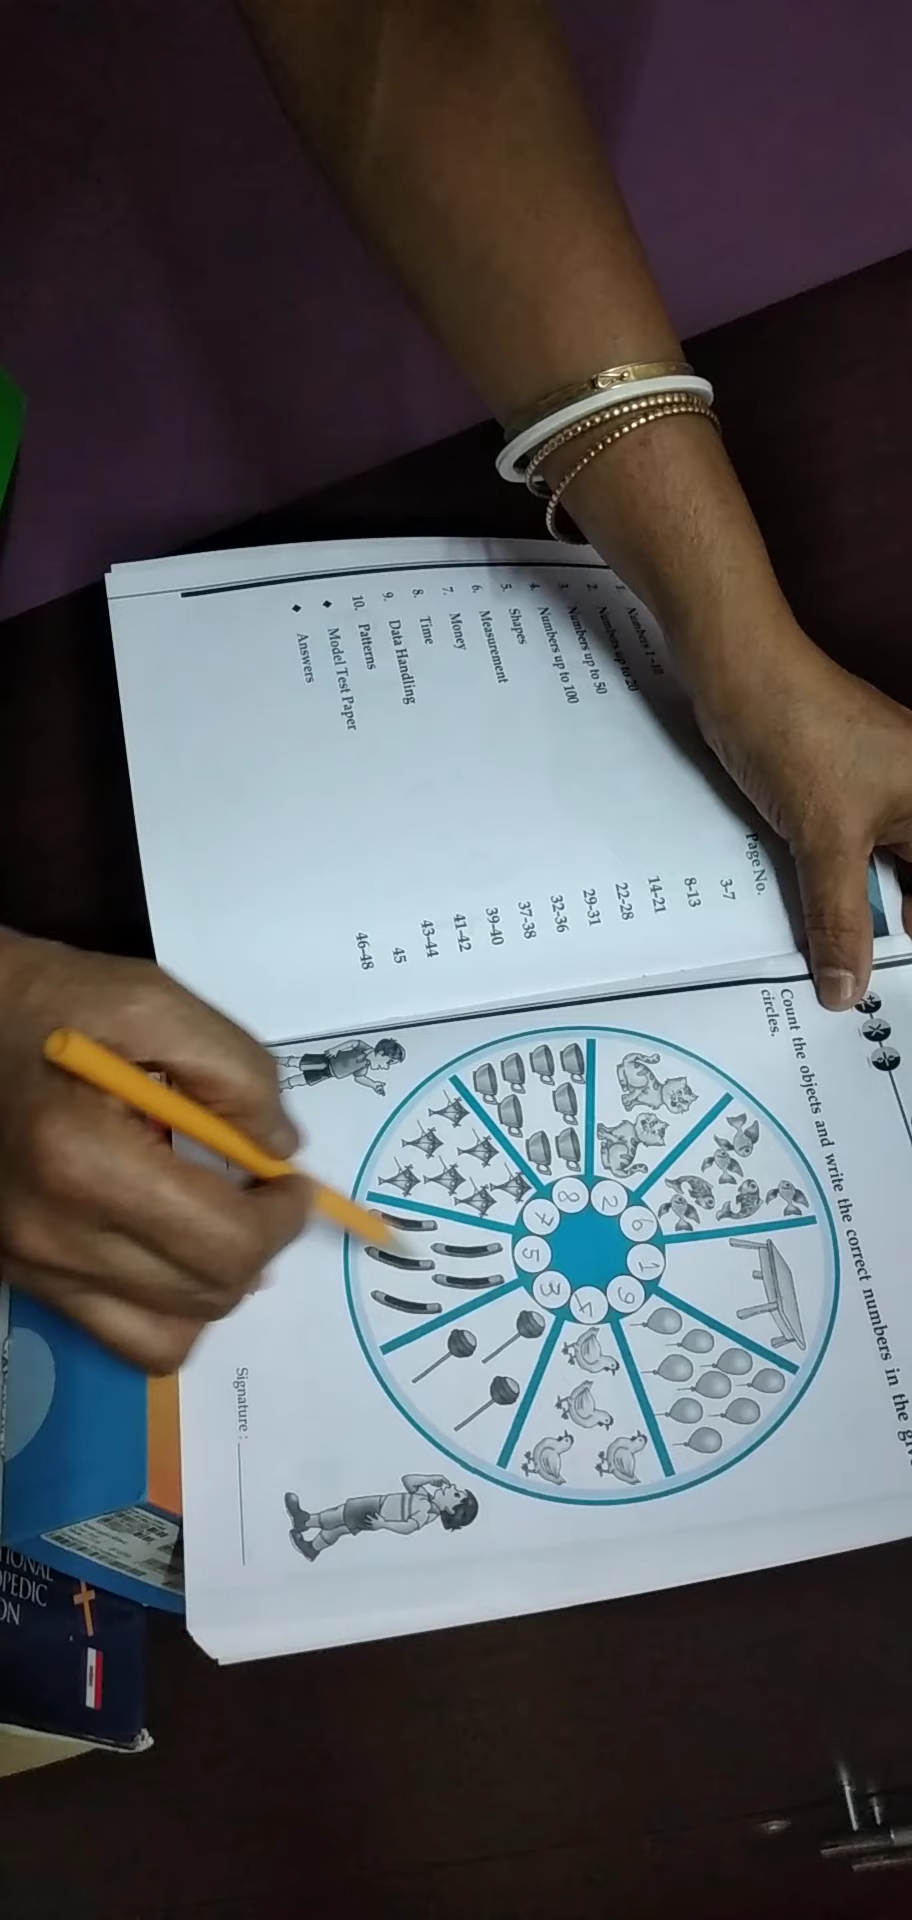 Page No.
1. Numbers 1–10 3-7
2. Numbers up to 20 8-13
3. Numbers up to 50 14-21
4. Numbers up to 100 22-28
5. Shapes 29-31
6. Measurement 32-36
7. Money 37-38
8. Time 39-40
9. Data Handling 41-42
10. Patterns 43-44
◆ Model Test Paper 45
◆ Answers 46-48
Count the objects and write the correct numbers in the
circles.
2
6
1
9
4
3
5
7
8
Signature :